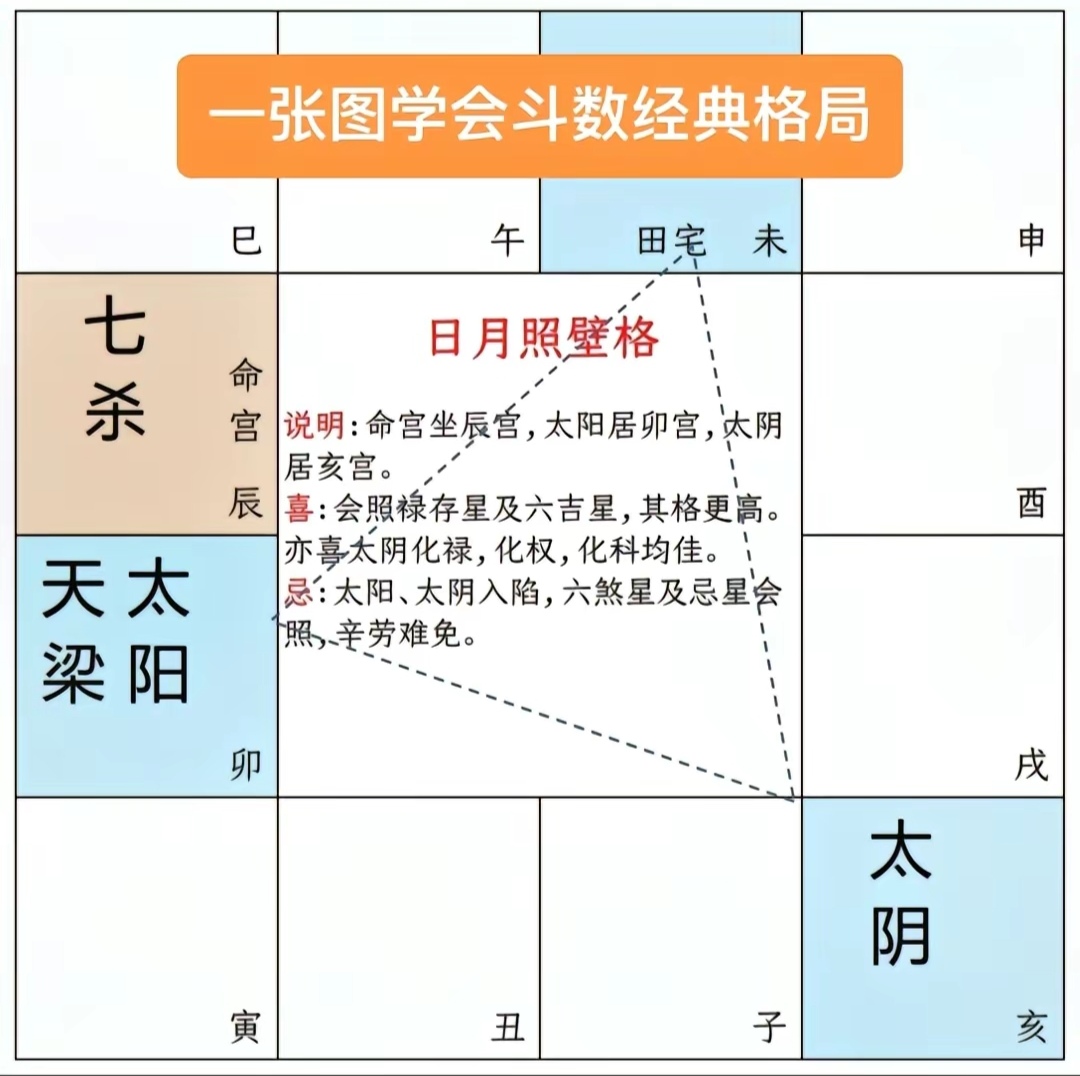 一张图学会斗数经典格局
巳
午
田宅 未
申
七杀
命宫
辰
日月照壁格
说明:命宫坐辰宫,太阳居卯宫,太阴
居亥宫。
喜:会照禄存星及六吉星,其格更高。
亦喜太阴化禄,化权,化科均佳。
忌:太阳、太阴入陷,六煞星及忌星会
照,辛劳难免。
酉
天梁
太阳
卯
戌
寅
丑
子
太阴
亥